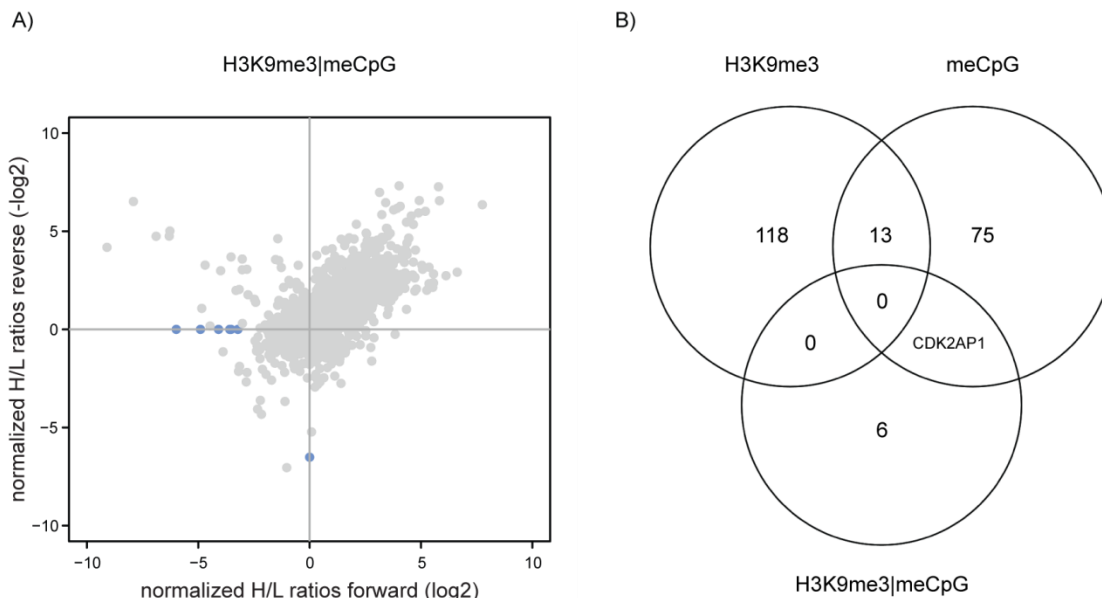 A)
H3K9me3|meCpG
normalized H/L ratios reverse (-log2)
10
5
0
−5
−10
−10 −5 0 5 10
normalized H/L ratios forward (log2)
B)
H3K9me3 meCpG
118 13 75
0
0 CDK2AP1
6
H3K9me3|meCpG